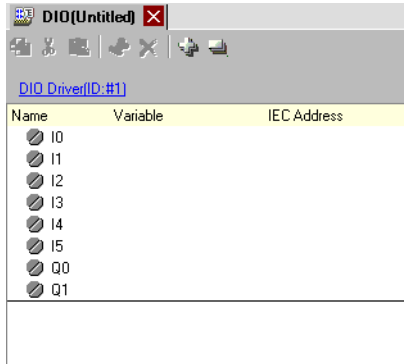 DIO(Untitled)
DIO Driver(ID:#1)
Name Variable IEC Address
I0
I1
I2
I3
I4
I5
Q0
Q1